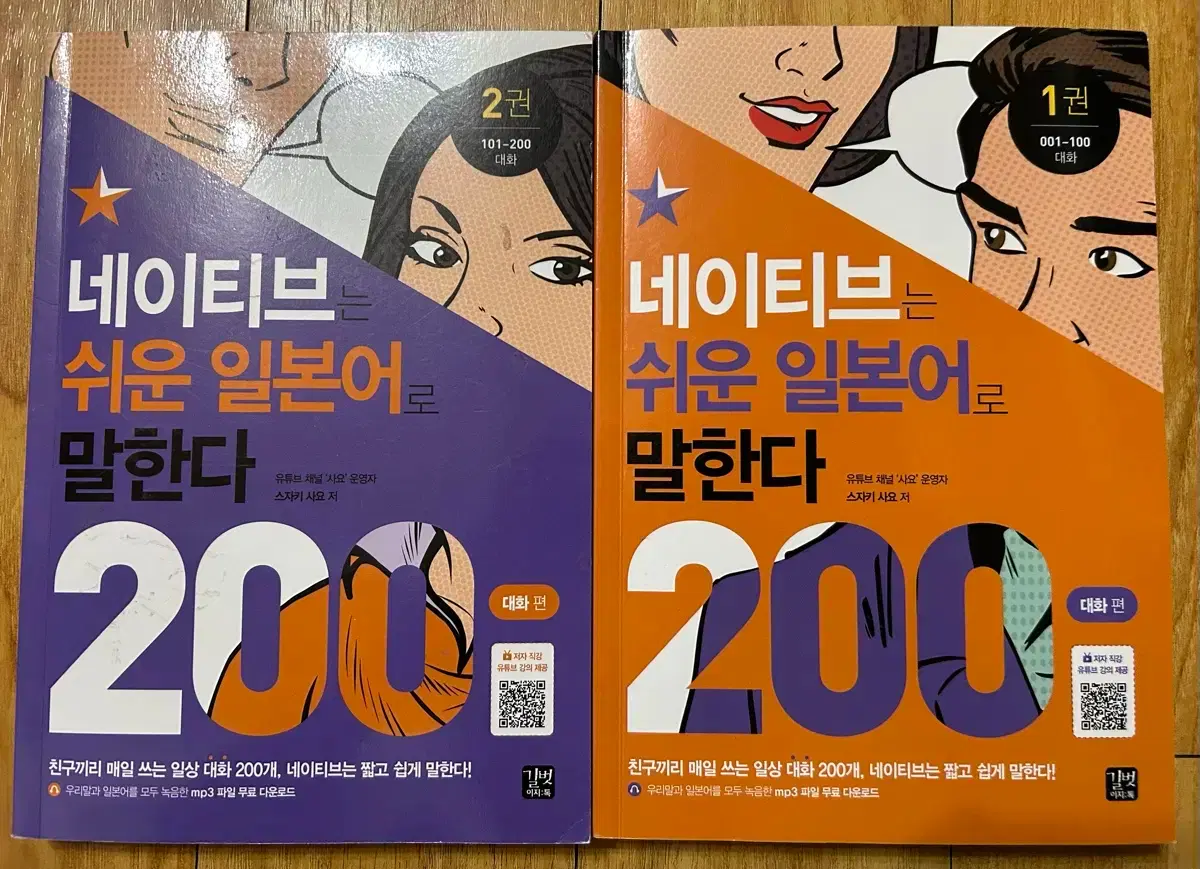 2권
101-200
대화
네이티브는
쉬운 일본어로
말한다
유튜브 채널 '사요' 운영자
스자키 사요 저
200
대화 편
저자 직강
유튜브 강의 제공
친구끼리 매일 쓰는 일상 대화 200개, 네이티브는 짧고 쉽게 말한다!
우리말과 일본어를 모두 녹음한 mp3 파일 무료 다운로드
길벗
이지:톡
1권
001-100
대화
네이티브는
쉬운 일본어로
말한다
유튜브 채널 '사요' 운영자
스자키 사요 저
200
대화 편
저자 직강
유튜브 강의 제공
친구끼리 매일 쓰는 일상 대화 200개, 네이티브는 짧고 쉽게 말한다!
우리말과 일본어를 모두 녹음한 mp3 파일 무료 다운로드
길벗
이지:톡